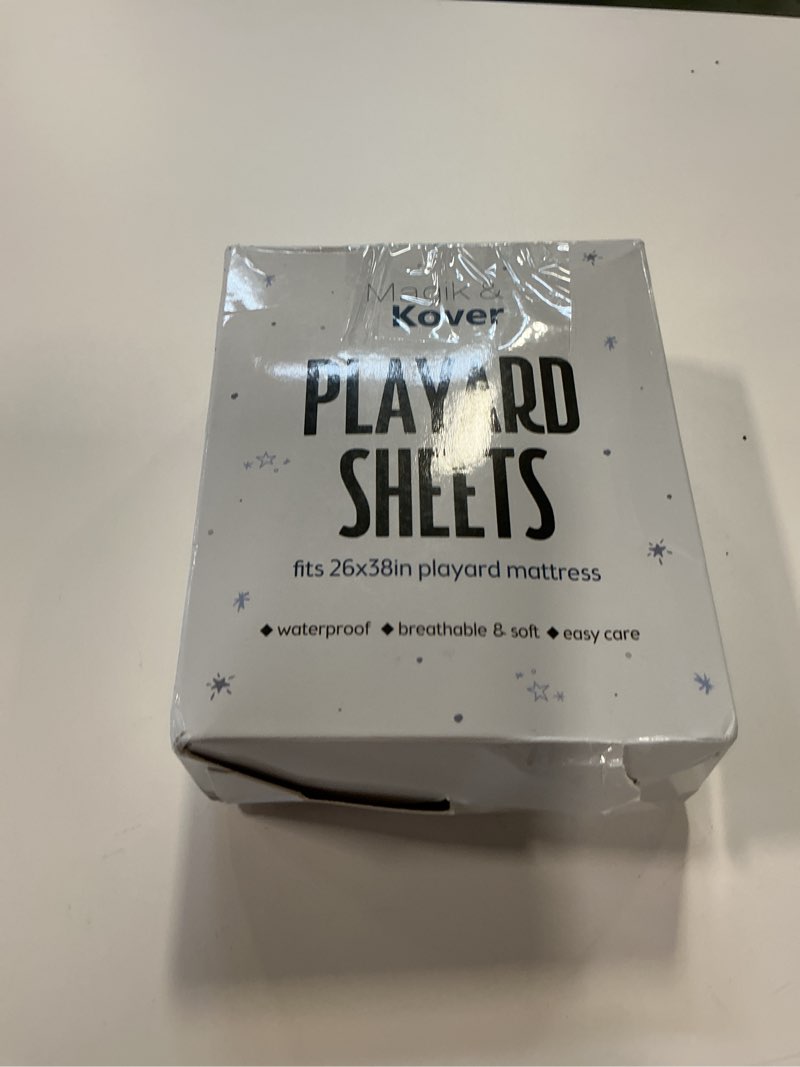 Magik &
Kover
PLAYARD
SHEETS
fits 26x38in playard mattress
◆ waterproof ◆ breathable & soft ◆ easy care